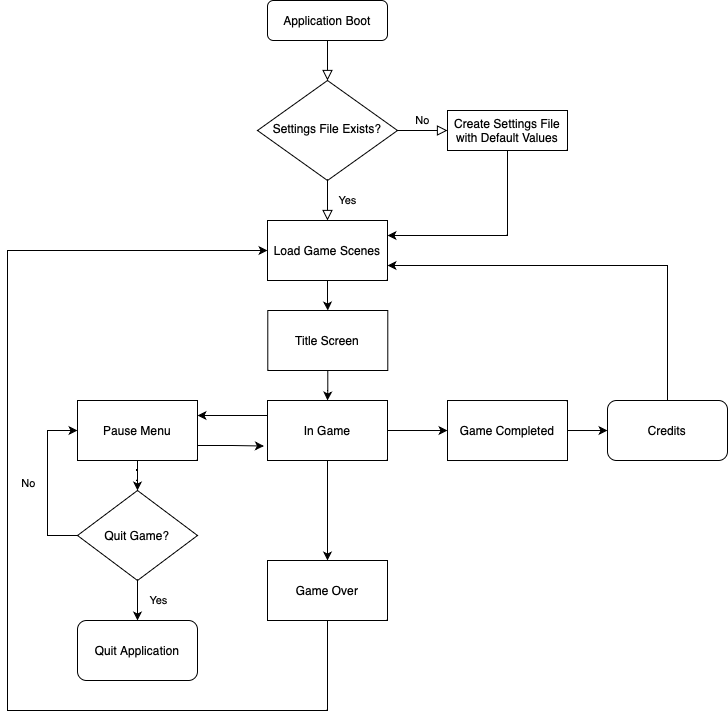 Application Boot
Settings File Exists?
No
Create Settings File
with Default Values
Yes
Load Game Scenes
Title Screen
Pause Menu
In Game
Game Completed
Credits
No
Quit Game?
Yes
Game Over
Quit Application